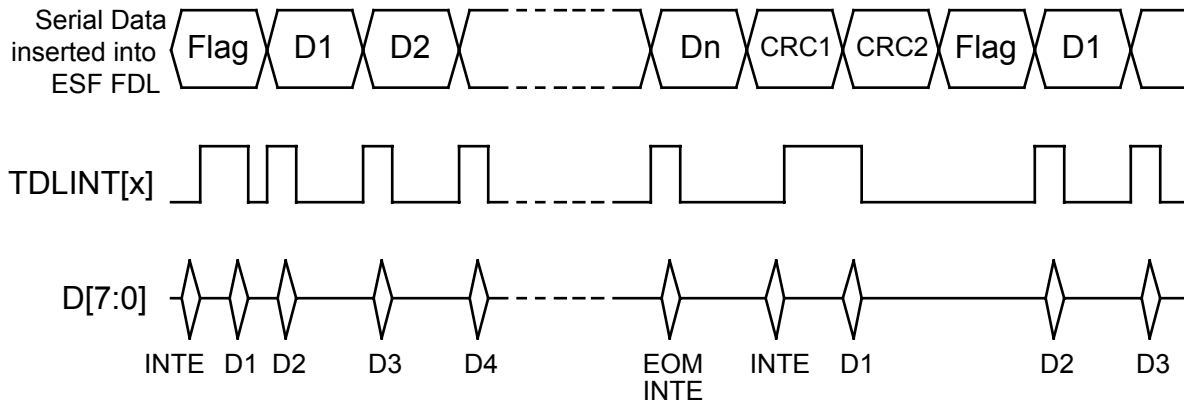 Serial Data
inserted into
ESF FDL
Flag D1 D2 Dn CRC1 CRC2 Flag D1
TDLINT[x]
D[7:0]
INTE D1 D2 D3 D4 EOM INTE D1 D2 D3
INTE